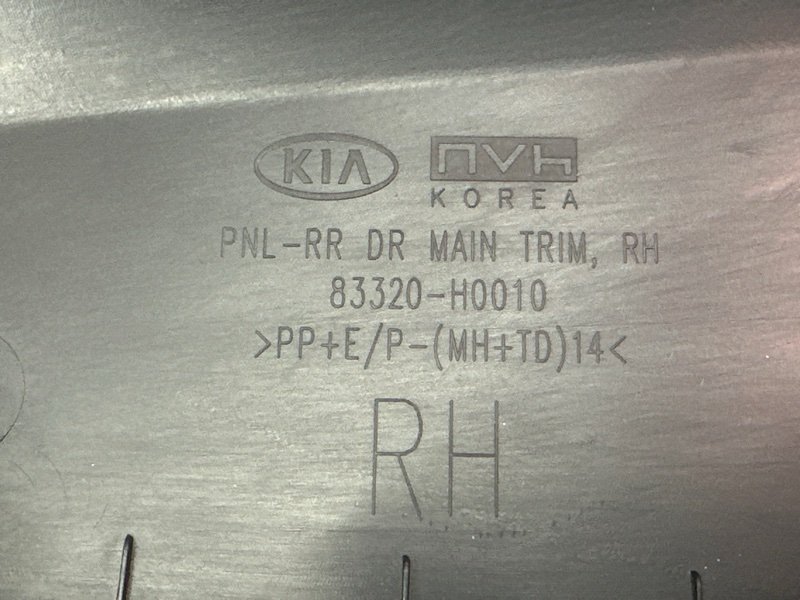 KIA NVH
KOREA
PNL-RR DR MAIN TRIM, RH
83320-H0010
>PP+E/P-(MH+TD)14<
RH